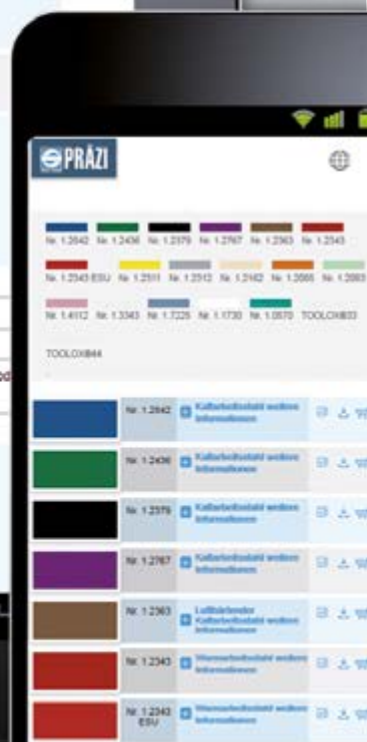 PRÄZI
Nr. 1.2842 Nr. 1.2436 Nr. 1.2379 Nr. 1.2767 Nr. 1.2363 Nr. 1.2343
Nr. 1.2343 ESU Nr. 1.2311 Nr. 1.2312 Nr. 1.2162 Nr. 1.2085 Nr. 1.2083
Nr. 1.4112 Nr. 1.3343 Nr. 1.7225 Nr. 1.1730 Nr. 1.0570 TOOLOX®33
TOOLOX®44
Nr. 1.2842 Kaltarbeitsstahl weitere
Informationen
Nr. 1.2436 Kaltarbeitsstahl weitere
Informationen
Nr. 1.2379 Kaltarbeitsstahl weitere
Informationen
Nr. 1.2767 Kaltarbeitsstahl weitere
Informationen
Nr. 1.2363 Lufthärtender
Kaltarbeitsstahl weitere
Informationen
Nr. 1.2343 Warmarbeitsstahl weitere
Informationen
Nr. 1.2343 Warmarbeitsstahl weitere
ESU Informationen